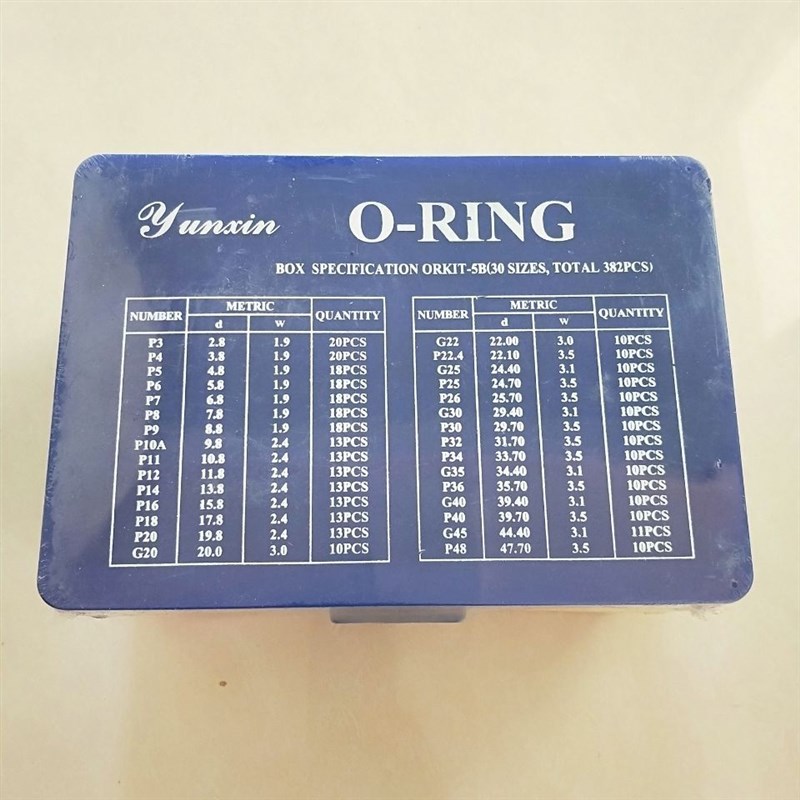 Yunxin O-RING
BOX SPECIFICATION ORKIT-5B(30 SIZES, TOTAL 382PCS)
NUMBER METRIC QUANTITY
d w
P3 2.8 1.9 20PCS
P4 3.8 1.9 20PCS
P5 4.8 1.9 18PCS
P6 5.8 1.9 18PCS
P7 6.8 1.9 18PCS
P8 7.8 1.9 18PCS
P9 8.8 1.9 18PCS
P10A 9.8 2.4 13PCS
P11 10.8 2.4 13PCS
P12 11.8 2.4 13PCS
P14 13.8 2.4 13PCS
P16 15.8 2.4 13PCS
P18 17.8 2.4 13PCS
P20 19.8 2.4 13PCS
G20 20.0 3.0 10PCS
NUMBER METRIC QUANTITY
d w
G22 22.00 3.0 10PCS
P22.4 22.10 3.5 10PCS
G25 24.40 3.1 10PCS
P25 24.70 3.5 10PCS
P26 25.70 3.5 10PCS
G30 29.40 3.1 10PCS
P30 29.70 3.5 10PCS
P32 31.70 3.5 10PCS
P34 33.70 3.5 10PCS
G35 34.40 3.1 10PCS
P36 35.70 3.5 10PCS
G40 39.40 3.1 10PCS
P40 39.70 3.5 10PCS
G45 44.40 3.1 11PCS
P48 47.70 3.5 10PCS